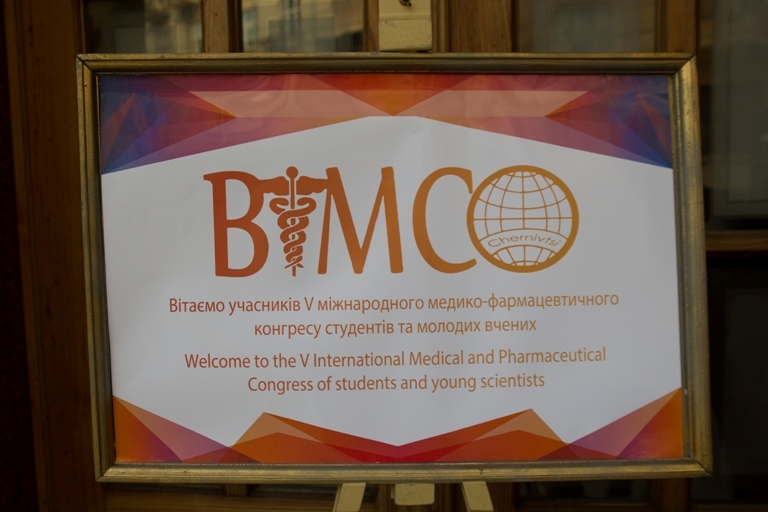 BIMCO
Chernivtsi
Вітаємо учасників V міжнародного медико-фармацевтичного
конгресу студентів та молодих вчених
Welcome to the V International Medical and Pharmaceutical
Congress of students and young scientists